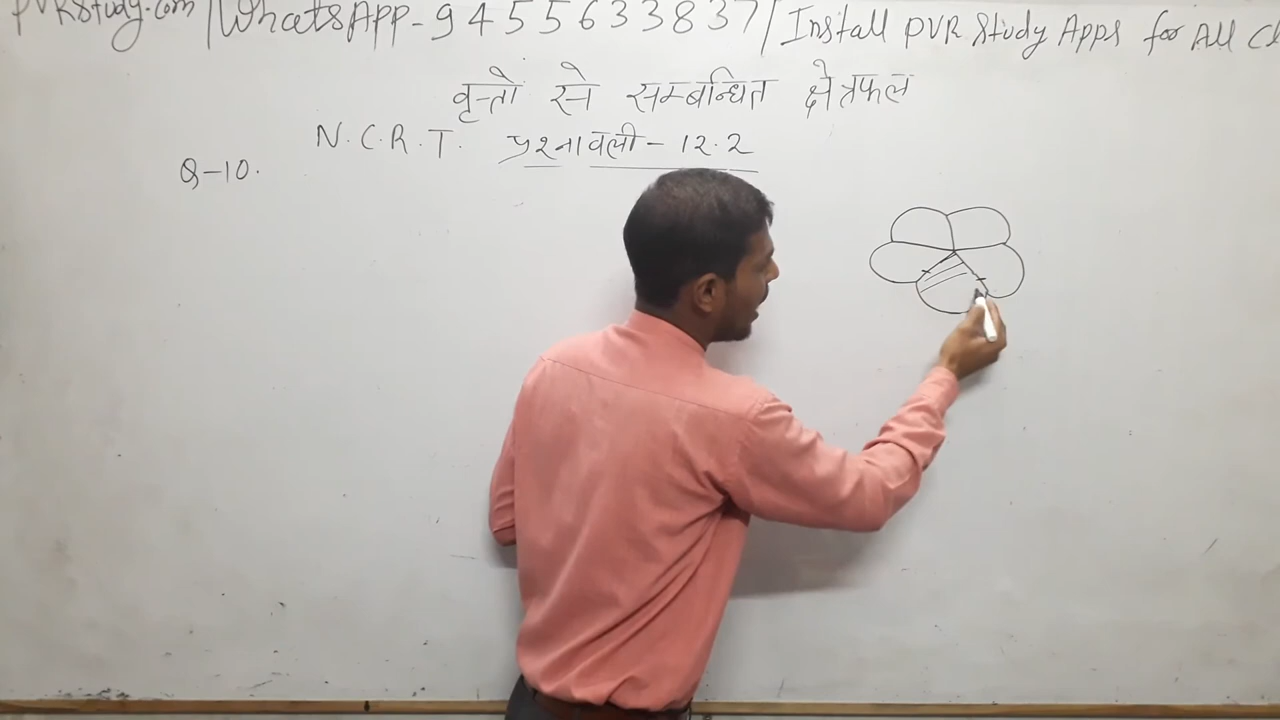 PVRStudy.com | WhatsApp-9455633837 | Install PVR Study Apps for All Cl
वृत्तो से सम्बन्धित क्षेत्रफल
N.C.R.T. प्रश्नावली - 12.2
Q-10.